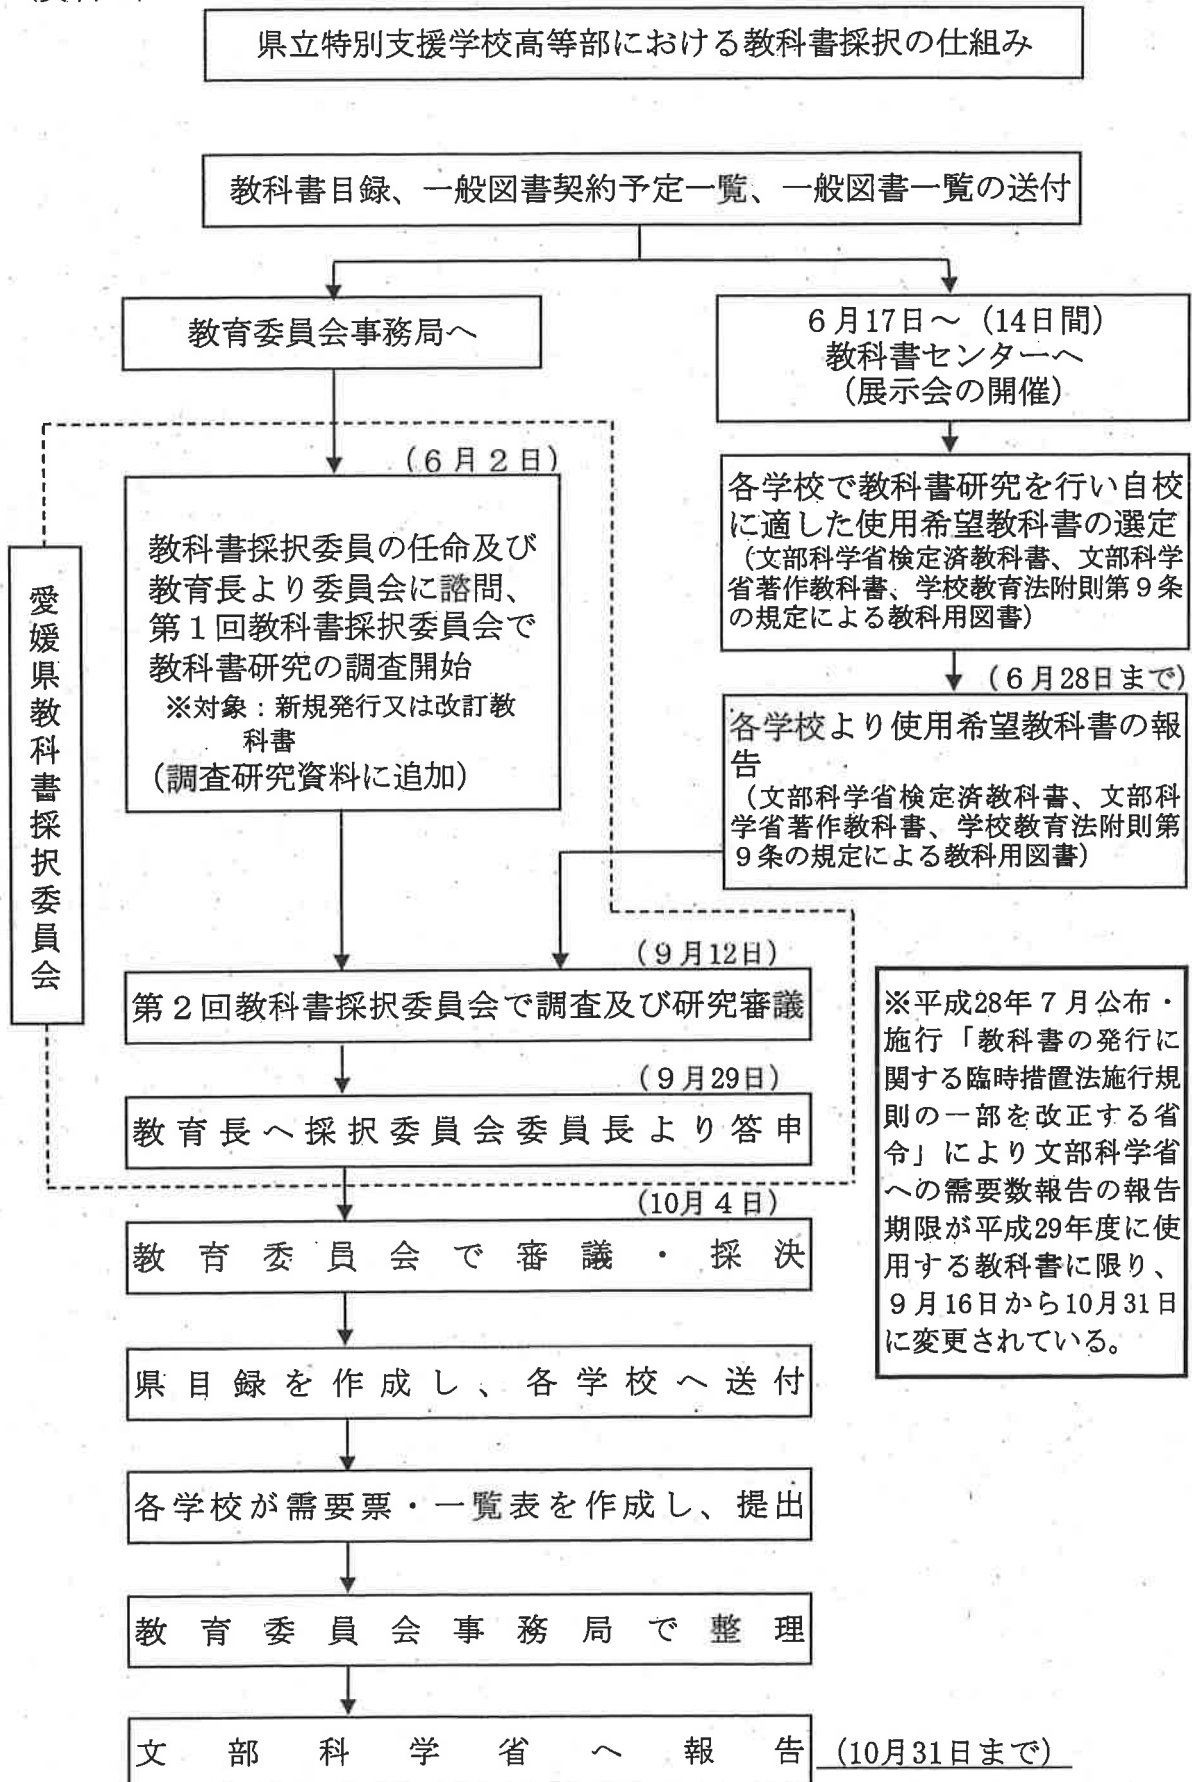 県立特別支援学校高等部における教科書採択の仕組み
教科書目録、一般図書契約予定一覧、一般図書一覧の送付
教育委員会事務局へ
６月17日～（14日間）
教科書センターへ
（展示会の開催）
各学校で教科書研究を行い自校
に適した使用希望教科書の選定
（文部科学省検定済教科書、文部科学
省著作教科書、学校教育法附則第９条
の規定による教科用図書）
（６月28日まで）
各学校より使用希望教科書の報
告
（文部科学省検定済教科書、文部科
学省著作教科書、学校教育法附則第
９条の規定による教科用図書）
愛媛県教科書採択委員会
（６月２日）
教科書採択委員の任命及び
教育長より委員会に諮問、
第１回教科書採択委員会で
教科書研究の調査開始
※対象：新規発行又は改訂教
科書
（調査研究資料に追加）
（９月12日）
第２回教科書採択委員会で調査及び研究審議
（９月29日）
教育長へ採択委員会委員長より答申
（10月４日）
教育委員会で審議・採決
県目録を作成し、各学校へ送付
各学校が需要票・一覧表を作成し、提出
教育委員会事務局で整理
文部科学省へ報告（10月31日まで）
※平成28年７月公布・
施行「教科書の発行に
関する臨時措置法施行規
則の一部を改正する省
令」により文部科学省
への需要数報告の報告
期限が平成29年度に使
用する教科書に限り、
９月16日から10月31日
に変更されている。